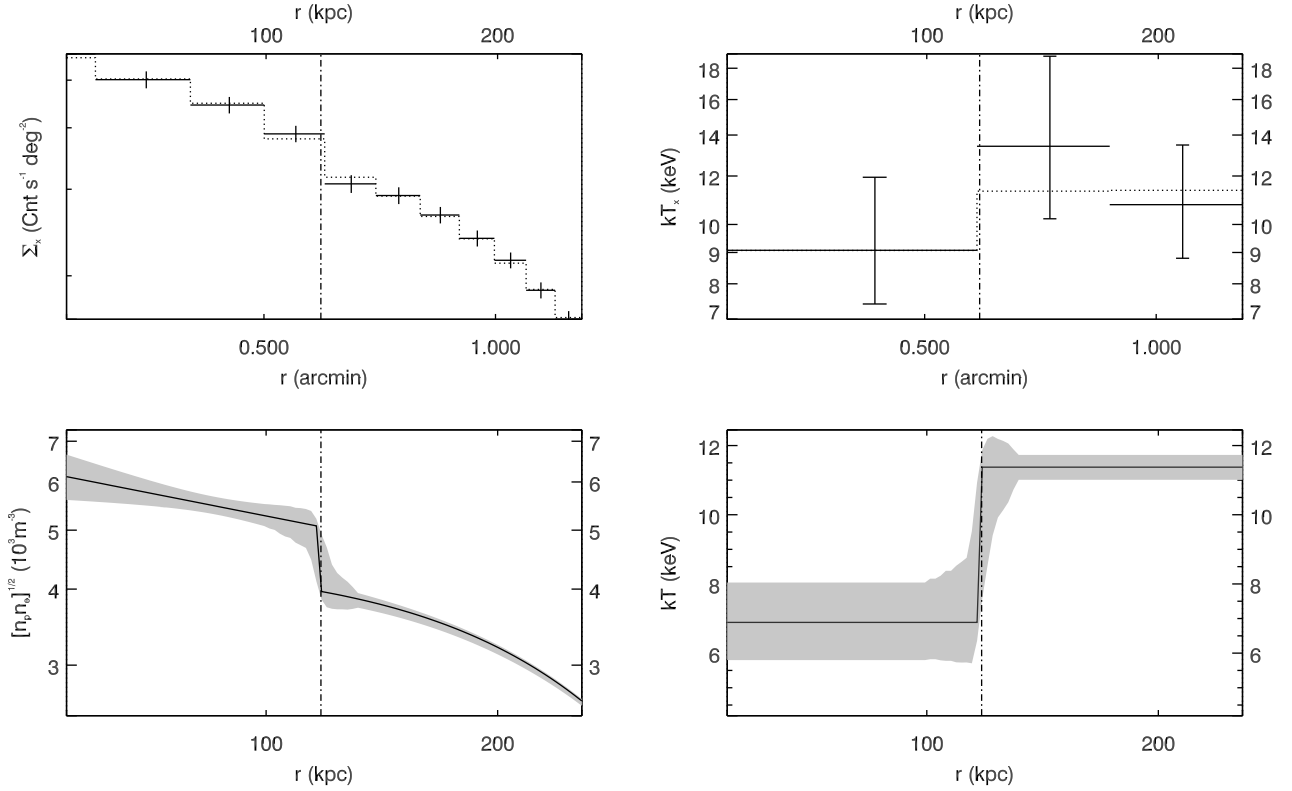 r (kpc)
100 200
Σx (Cnt s-1 deg-2)
0.500 1.000
r (arcmin)
r (kpc)
100 200
kTx (keV)
18 18
16 16
14 14
12 12
10 10
9 9
8 8
7 7
0.500 1.000
r (arcmin)
[npne]1/2 (103m-3)
7 7
6 6
5 5
4 4
3 3
100 200
r (kpc)
kT (keV)
12 12
10 10
8 8
6 6
100 200
r (kpc)